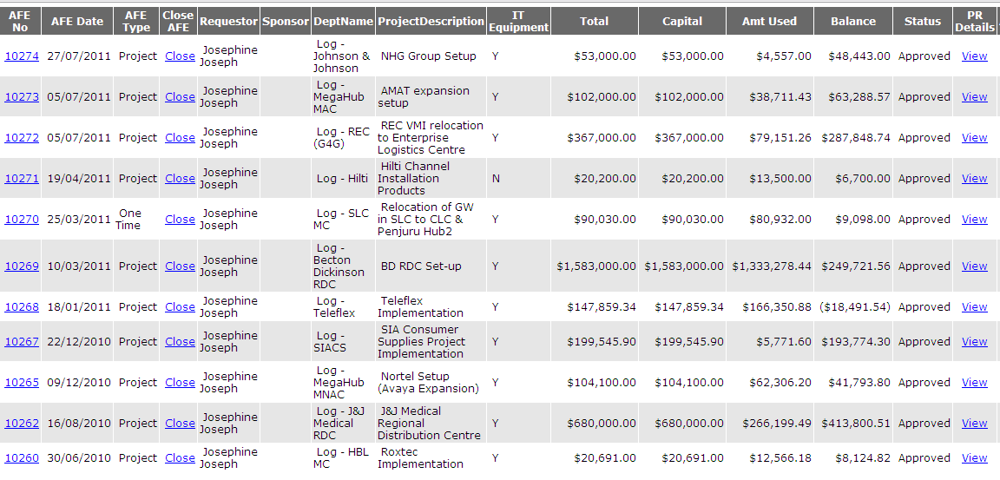 AFE No AFE Date AFE Type Close AFE Requestor Sponsor DeptName ProjectDescription IT Equipment Total Capital Amt Used Balance Status PR Details
10274 27/07/2011 Project Close Josephine Joseph Log - Johnson & Johnson NHG Group Setup Y $53,000.00 $53,000.00 $4,557.00 $48,443.00 Approved View
10273 05/07/2011 Project Close Josephine Joseph Log - MegaHub MAC AMAT expansion setup Y $102,000.00 $102,000.00 $38,711.43 $63,288.57 Approved View
10272 05/07/2011 Project Close Josephine Joseph Log - REC (G4G) REC VMI relocation to Enterprise Logistics Centre Y $367,000.00 $367,000.00 $79,151.26 $287,848.74 Approved View
10271 19/04/2011 Project Close Josephine Joseph Log - Hilti Hilti Channel Installation Products N $20,200.00 $20,200.00 $13,500.00 $6,700.00 Approved View
10270 25/03/2011 One Time Close Josephine Joseph Log - SLC MC Relocation of GW in SLC to CLC & Penjuru Hub2 Y $90,030.00 $90,030.00 $80,932.00 $9,098.00 Approved View
10269 10/03/2011 Project Close Josephine Joseph Log - Becton Dickinson RDC BD RDC Set-up Y $1,583,000.00 $1,583,000.00 $1,333,278.44 $249,721.56 Approved View
10268 18/01/2011 Project Close Josephine Joseph Log - Teleflex Teleflex Implementation Y $147,859.34 $147,859.34 $166,350.88 ($18,491.54) Approved View
10267 22/12/2010 Project Close Josephine Joseph Log - SIACS SIA Consumer Supplies Project Implementation Y $199,545.90 $199,545.90 $5,771.60 $193,774.30 Approved View
10265 09/12/2010 Project Close Josephine Joseph Log - MegaHub MNAC Nortel Setup (Avaya Expansion) Y $104,100.00 $104,100.00 $62,306.20 $41,793.80 Approved View
10262 16/08/2010 Project Close Josephine Joseph Log - J&J Medical RDC J&J Medical Regional Distribution Centre Y $680,000.00 $680,000.00 $266,199.49 $413,800.51 Approved View
10260 30/06/2010 Project Close Josephine Joseph Log - HBL MC Roxtec Implementation Y $20,691.00 $20,691.00 $12,566.18 $8,124.82 Approved View